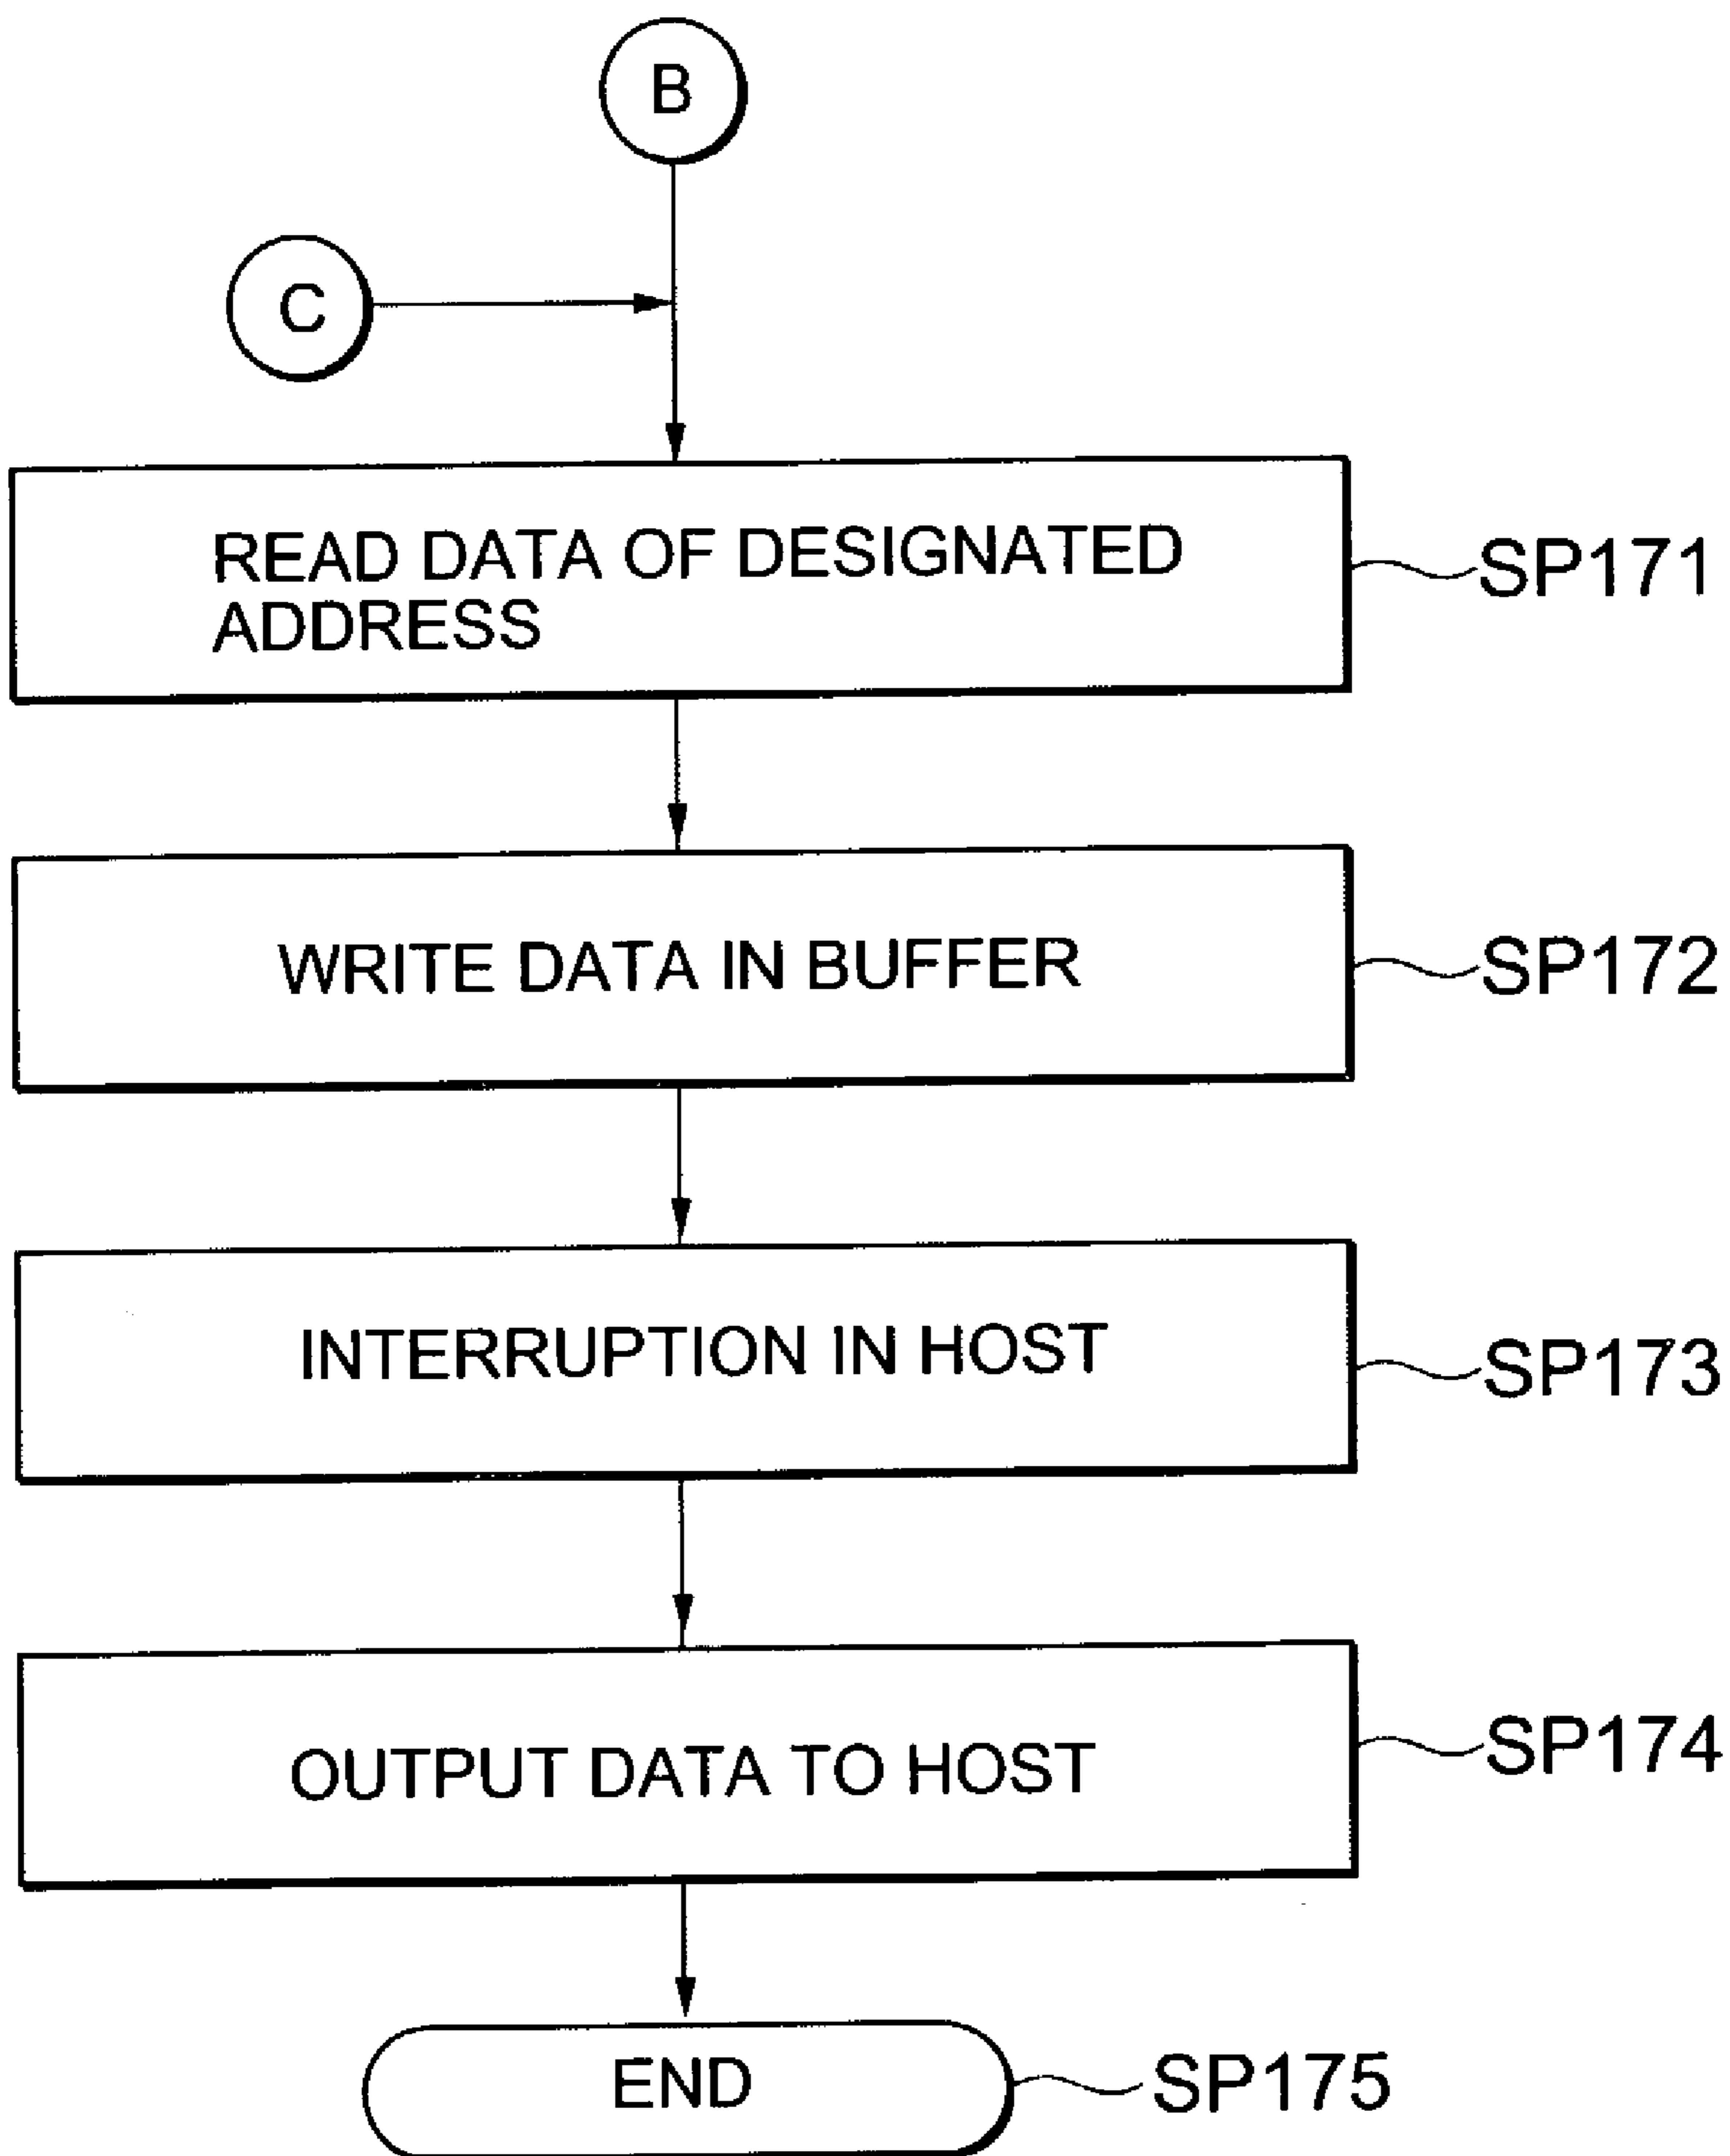 B
C
READ DATA OF DESIGNATED
ADDRESS
SP171
WRITE DATA IN BUFFER
SP172
INTERRUPTION IN HOST
SP173
OUTPUT DATA TO HOST
SP174
END
SP175